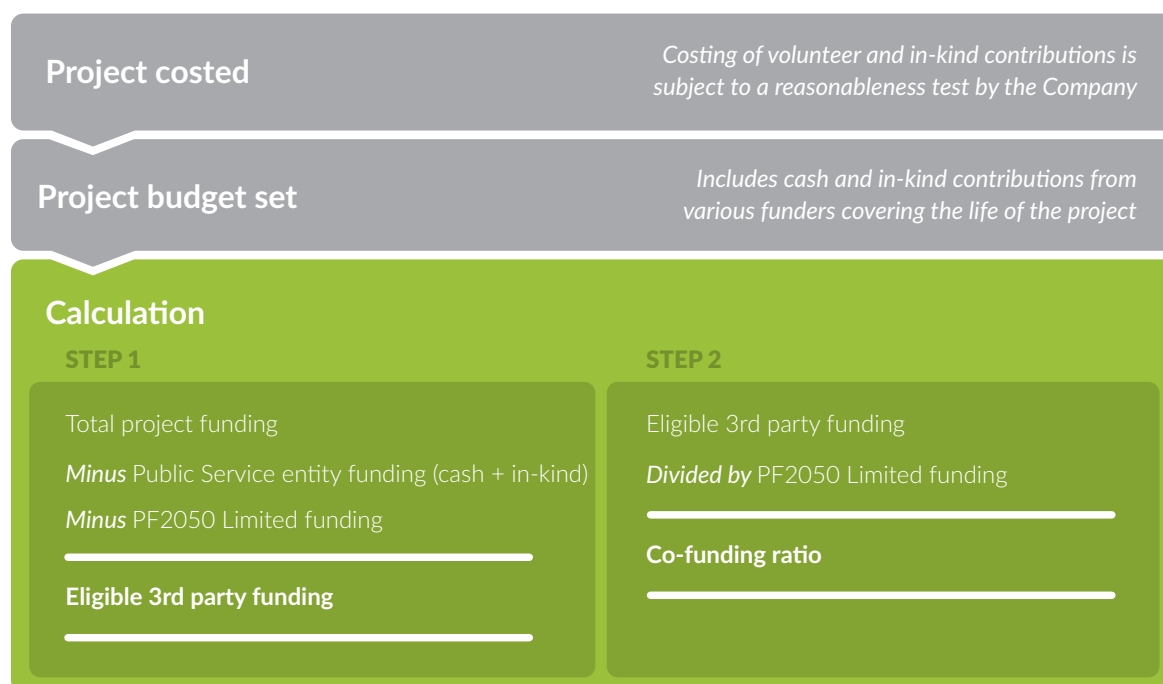 Project costed
Costing of volunteer and in-kind contributions is
subject to a reasonableness test by the Company
Project budget set
Includes cash and in-kind contributions from
various funders covering the life of the project
Calculation
STEP 1
Total project funding
Minus Public Service entity funding (cash + in-kind)
Minus PF2050 Limited funding
Eligible 3rd party funding
STEP 2
Eligible 3rd party funding
Divided by PF2050 Limited funding
Co-funding ratio